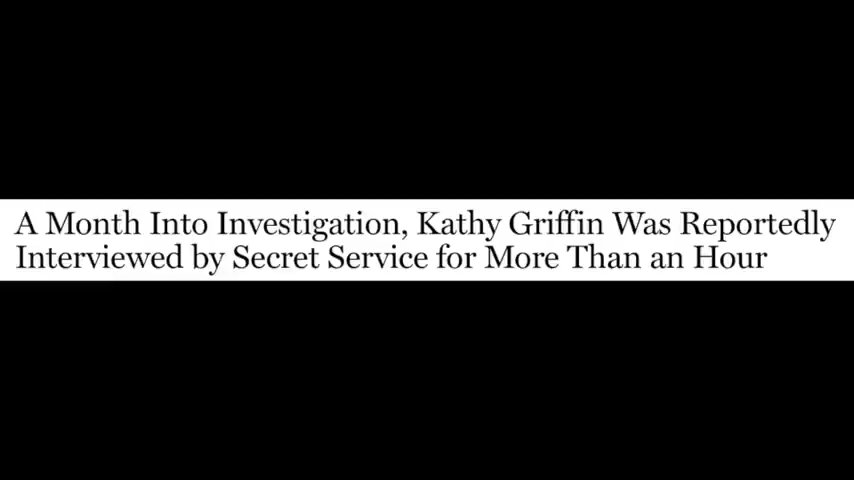 A Month Into Investigation, Kathy Griffin Was Reportedly
Interviewed by Secret Service for More Than an Hour